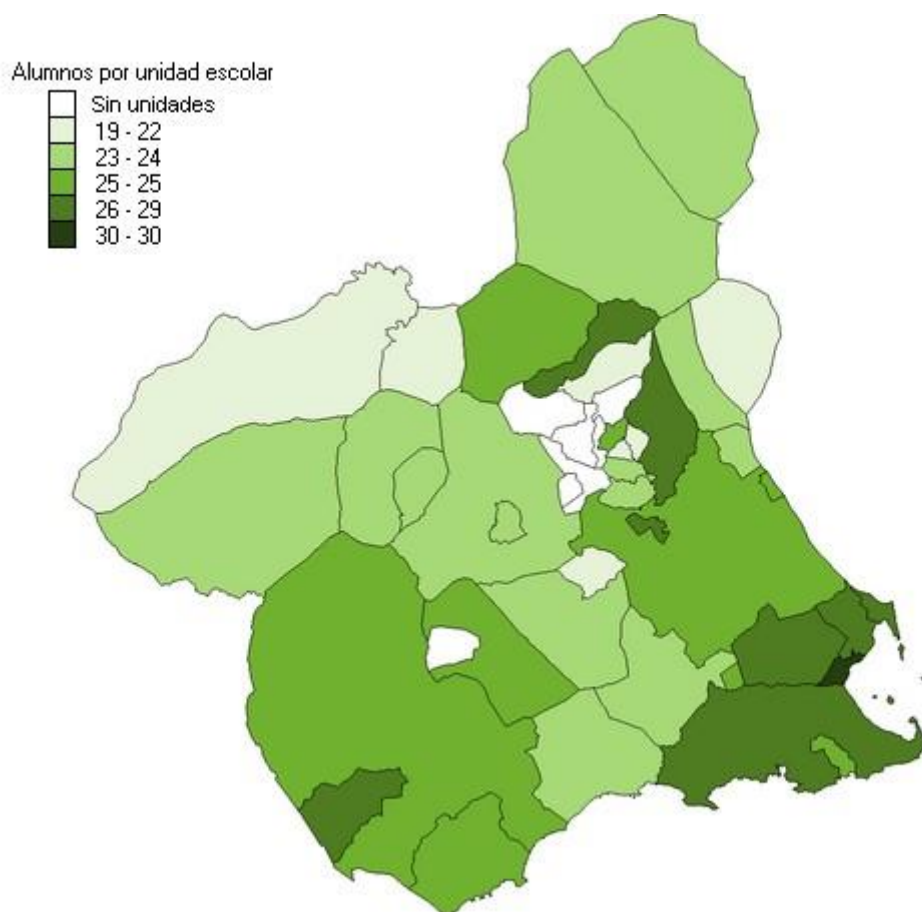 Alumnos por unidad escolar
Sin unidades
19 - 22
23 - 24
25 - 25
26 - 29
30 - 30